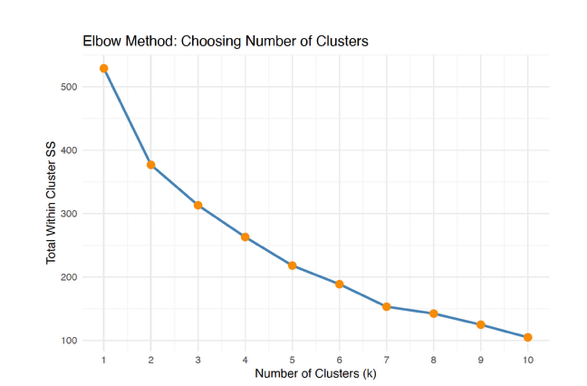 Elbow Method: Choosing Number of Clusters
500
400
300
200
100
Total Within Cluster SS
1 2 3 4 5 6 7 8 9 10
Number of Clusters (k)